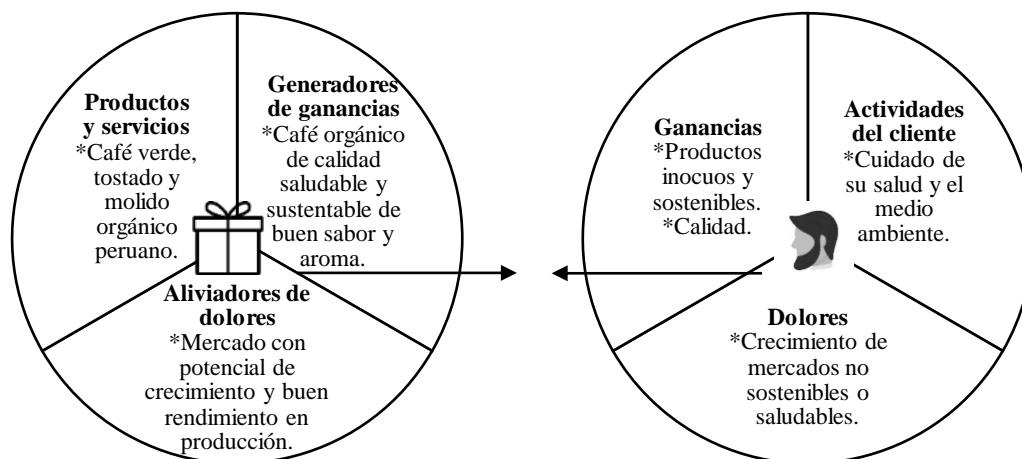 Productos
y servicios
*Café verde,
tostado y
molido
orgánico
peruano.
Generadores
de ganancias
*Café orgánico
de calidad
saludable y
sustentable de
buen sabor y
aroma.
Aliviadores de
dolores
*Mercado con
potencial de
crecimiento y buen
rendimiento en
producción.
Ganancias
*Productos
inocuos y
sostenibles.
*Calidad.
Actividades
del cliente
*Cuidado de
su salud y el
medio
ambiente.
Dolores
*Crecimiento de
mercados no
sostenibles o
saludables.